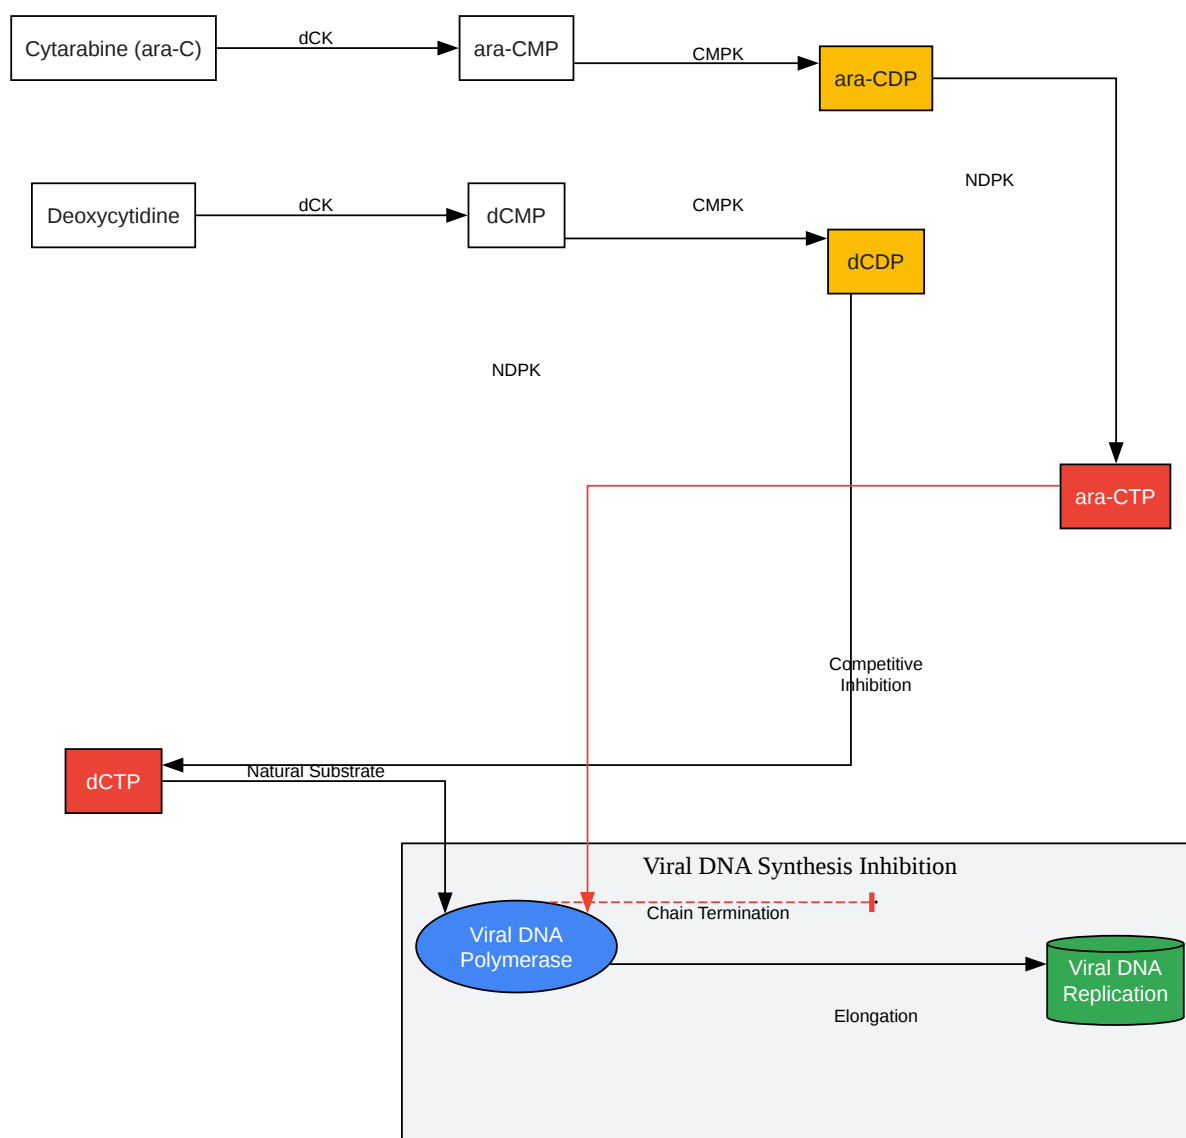 Cytarabine (ara-C)
dCK
ara-CMP
CMPK
ara-CDP
NDPK
Deoxycytidine
dCK
dCMP
CMPK
dCDP
NDPK
ara-CTP
Competitive
Inhibition
dCTP
Natural Substrate
Viral DNA Synthesis Inhibition
Chain Termination
Viral DNA
Polymerase
Viral DNA
Replication
Elongation